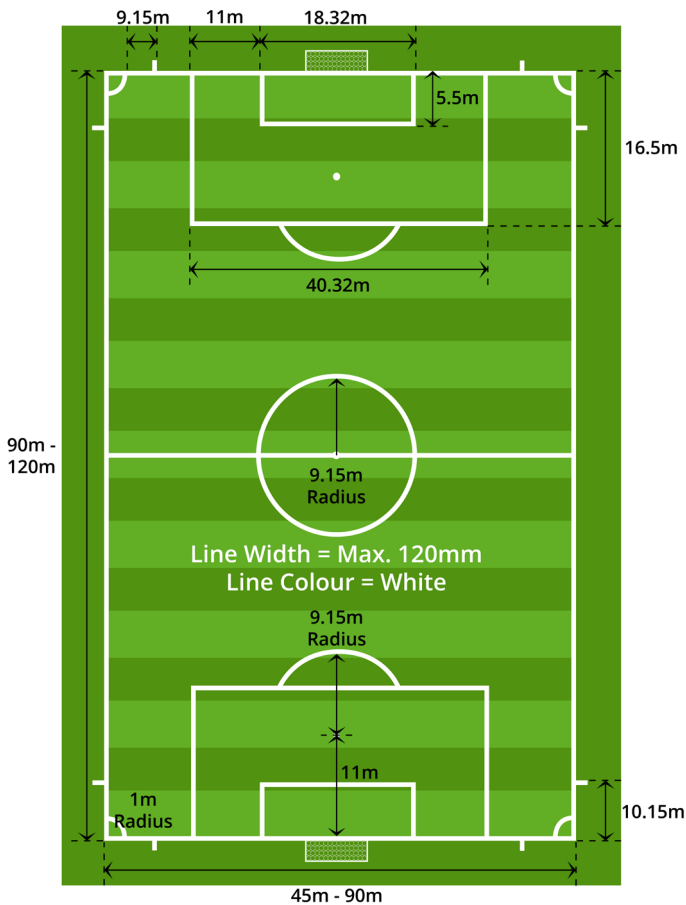 9.15m
11m
18.32m
5.5m
16.5m
40.32m
90m -
120m
9.15m
Radius
Line Width = Max. 120mm
Line Colour = White
9.15m
Radius
11m
1m
Radius
10.15m
45m - 90m